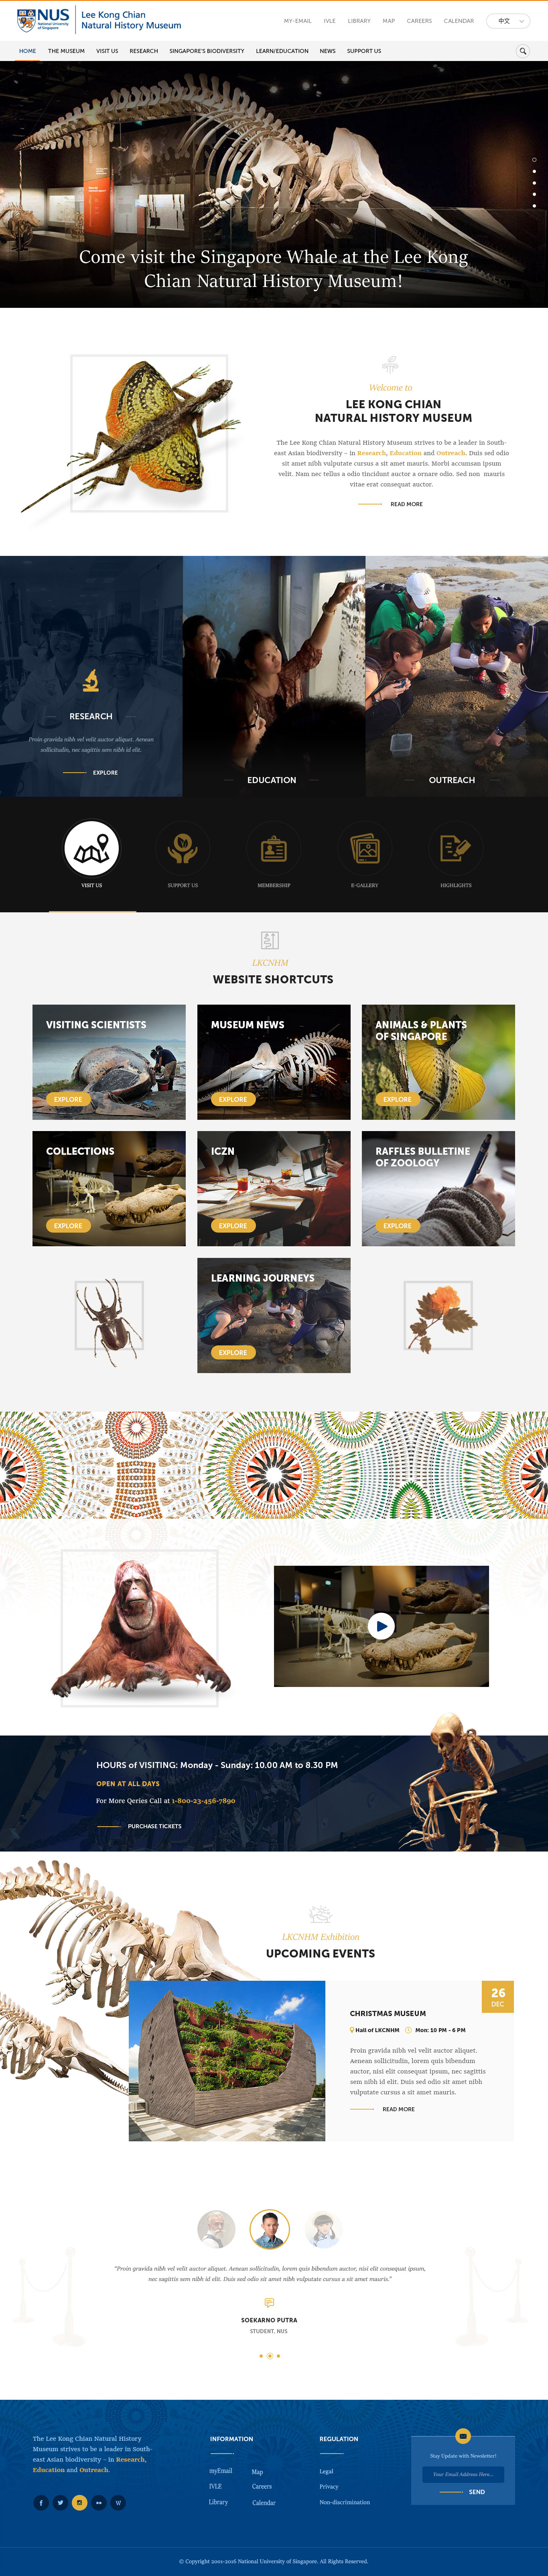 NUS
National University
of Singapore
Lee Kong Chian
Natural History Museum
MY-EMAIL IVLE LIBRARY MAP CAREERS CALENDAR 中文
HOME THE MUSEUM VISIT US RESEARCH SINGAPORE'S BIODIVERSITY LEARN/EDUCATION NEWS SUPPORT US
Come visit the Singapore Whale at the Lee Kong
Chian Natural History Museum!
Welcome to
LEE KONG CHIAN
NATURAL HISTORY MUSEUM
The Lee Kong Chian Natural History Museum strives to be a leader in South-
east Asian biodiversity – in Research, Education and Outreach. Duis sed odio
sit amet nibh vulputate cursus a sit amet mauris. Morbi accumsan ipsum
velit. Nam nec tellus a odio tincidunt auctor a ornare odio. Sed non mauris
vitae erat consequat auctor.
READ MORE
RESEARCH
Proin gravida nibh vel velit auctor aliquet. Aenean
sollicitudin, nec sagittis sem nibh id elit.
EXPLORE
EDUCATION
OUTREACH
VISIT US
SUPPORT US
MEMBERSHIP
E-GALLERY
HIGHLIGHTS
LKCNHM
WEBSITE SHORTCUTS
VISITING SCIENTISTS
EXPLORE
MUSEUM NEWS
EXPLORE
ANIMALS & PLANTS
OF SINGAPORE
EXPLORE
COLLECTIONS
EXPLORE
ICZN
EXPLORE
RAFFLES BULLETINE
OF ZOOLOGY
EXPLORE
LEARNING JOURNEYS
EXPLORE
HOURS of VISITING: Monday - Sunday: 10.00 AM to 8.30 PM
OPEN AT ALL DAYS
For More Qeries Call at 1-800-23-456-7890
PURCHASE TICKETS
LKCNHM Exhibition
UPCOMING EVENTS
26
DEC
CHRISTMAS MUSEUM
Hall of LKCNHM Mon: 10 PM - 6 PM
Proin gravida nibh vel velit auctor aliquet.
Aenean sollicitudin, lorem quis bibendum
auctor, nisi elit consequat ipsum, nec sagittis
sem nibh id elit. Duis sed odio sit amet nibh
vulputate cursus a sit amet mauris.
READ MORE
"Proin gravida nibh vel velit auctor aliquet. Aenean sollicitudin, lorem quis bibendum auctor, nisi elit consequat ipsum,
nec sagittis sem nibh id elit. Duis sed odio sit amet nibh vulputate cursus a sit amet mauris."
SOEKARNO PUTRA
STUDENT, NUS
The Lee Kong Chian Natural History
Museum strives to be a leader in South-
east Asian biodiversity – in Research,
Education and Outreach.
INFORMATION
myEmail Map
IVLE Careers
Library Calendar
REGULATION
Legal
Privacy
Non-discrimination
Stay Update with Newsletter!
Your Email Address Here...
SEND
© Copyright 2001-2016 National University of Singapore. All Rights Reserved.